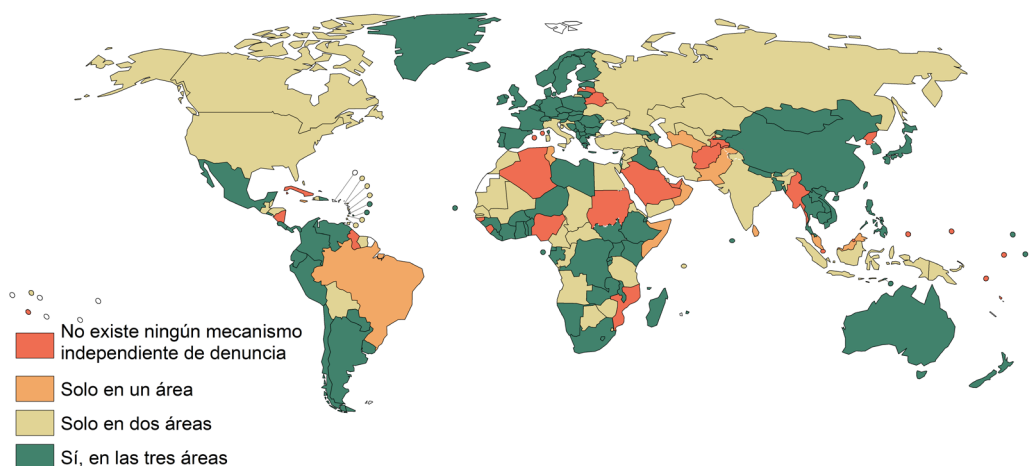 No existe ningún mecanismo
independiente de denuncia
Solo en un área
Solo en dos áreas
Sí, en las tres áreas